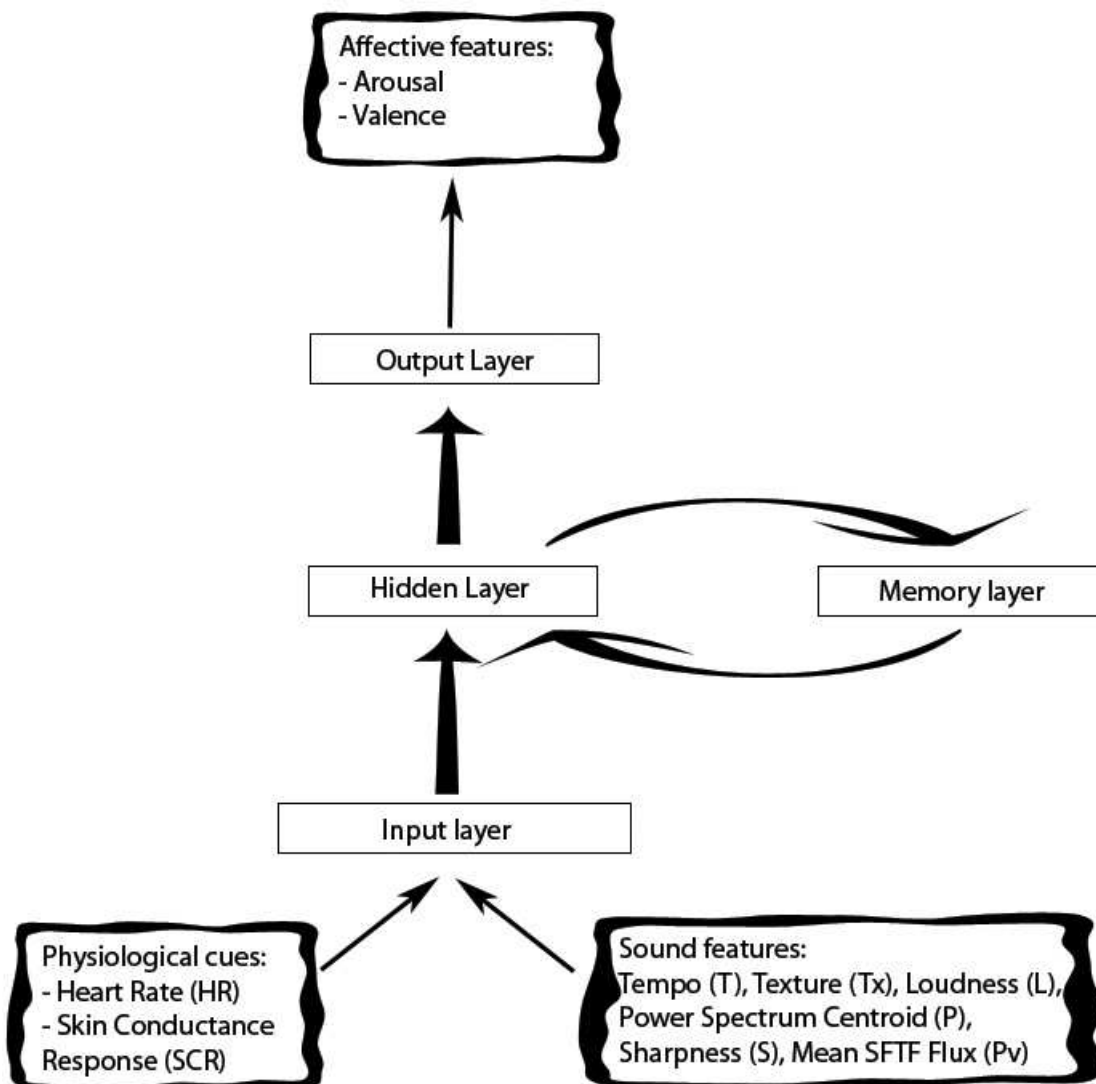 Affective features:
- Arousal
- Valence
Output Layer
Hidden Layer
Memory layer
Input layer
Physiological cues:
- Heart Rate (HR)
- Skin Conductance
Response (SCR)
Sound features:
Tempo (T), Texture (Tx), Loudness (L),
Power Spectrum Centroid (P),
Sharpness (S), Mean SFTF Flux (Pv)